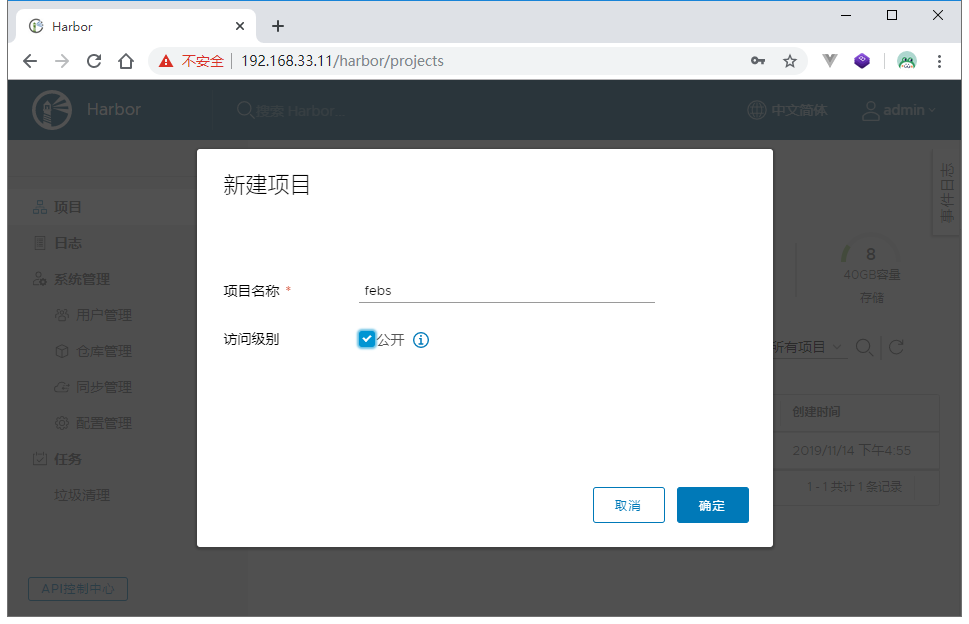 Harbor
不安全 192.168.33.11/harbor/projects
Harbor
搜索 Harbor...
中文简体
admin
新建项目
项目名称 *
febs
访问级别
公开
取消
确定
项目
日志
系统管理
用户管理
仓库管理
同步管理
配置管理
任务
垃圾清理
API控制中心
事件日志
8
40GB容量
存储
所有项目
创建时间
2019/11/14 下午4:55
1 - 1 共计 1 条记录